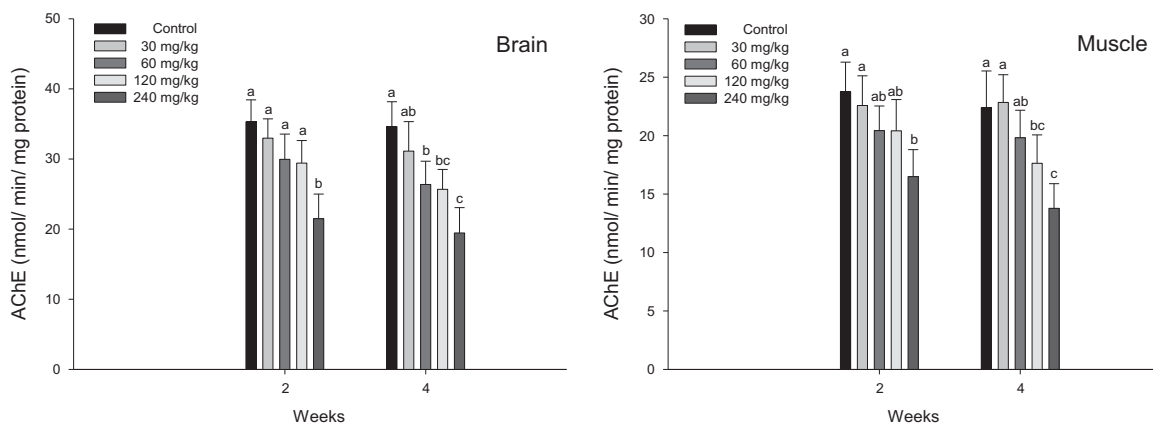 Brain
Control
30 mg/kg
60 mg/kg
120 mg/kg
240 mg/kg
AChE (nmol/ min/ mg protein)
50
40
30
20
10
0
a a a a b
a ab b bc c
2 4
Weeks
Muscle
Control
30 mg/kg
60 mg/kg
120 mg/kg
240 mg/kg
AChE (nmol/ min/ mg protein)
30
25
20
15
10
5
0
a a ab ab b
a a ab bc c
2 4
Weeks